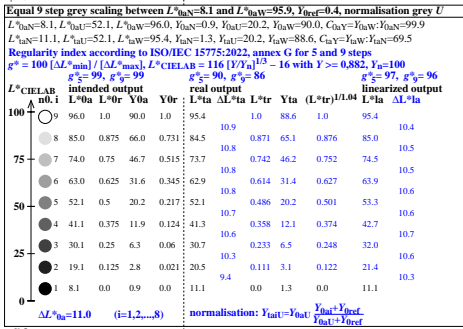 Equal 9 step grey scaling between L*0aN=8.1 and L*0aW=95.9, Y0ref=0.4, normalisation grey U
L*0aN=8.1, L*0aU=52.1, L*0aW=96.0, Y0aN=0.9, Y0aU=20.2, Y0aW=90.0, C0aY=Y0aW:Y0aN=99.9
L*taN=11.1, L*taU=52.1, L*taW=95.4, YtaN=1.3, YtaU=20.2, YtaW=88.6, CtaY=YtaW:YtaN=69.5
Regularity index according to ISO/IEC 15775:2022, annex G for 5 and 9 steps
g* = 100 [ΔL*min] / [ΔL*max], L*CIELAB = 116 [Y/Yn]1/3 − 16 with Y >= 0,882, Yn=100
g*5= 99, g*9= 99 g*5= 90, g*9= 86 g*5= 97, g*9= 96
L*CIELAB intended output real output linearized output
n0. i L*0a L*0r Y0a Y0r L*ta ΔL*ta L*tr Yta (L*tr)1/1.04 L*la ΔL*la
100 9 96.0 1.0 90.0 1.0 95.4 1.0 88.6 1.0 95.4
10.9 10.4
8 85.0 0.875 66.0 0.731 84.5 0.871 65.1 0.876 85.0
10.8 10.5
75 7 74.0 0.75 46.7 0.515 73.7 0.742 46.2 0.752 74.5
10.8 10.6
6 63.0 0.625 31.6 0.345 62.9 0.614 31.4 0.627 63.9
10.8 10.6
50 5 52.1 0.5 20.2 0.217 52.1 0.486 20.2 0.501 53.3
10.7 10.6
4 41.1 0.375 11.9 0.124 41.3 0.358 12.1 0.374 42.7
10.6 10.7
25 3 30.1 0.25 6.3 0.06 30.7 0.233 6.5 0.248 32.0
10.3 10.6
2 19.1 0.125 2.8 0.021 20.5 0.111 3.1 0.122 21.4
9.4 10.3
1 8.1 0.0 0.9 0.0 11.1 0.0 1.3 0.0 11.1
0
ΔL*0a=11.0 (i=1,2,...,8) normalisation: YtaiU=Y0aU Y0ai+Y0ref
Y0aU+Y0ref